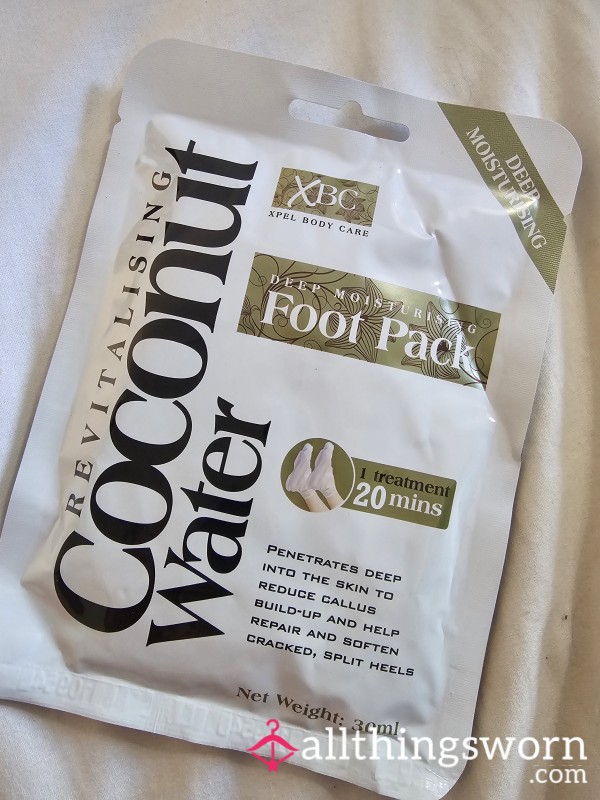 DEEP
MOISTURISING
XBC
XPEL BODY CARE
REVITALISING
Coconut
Water
DEEP MOISTURISING
Foot Pack
1 treatment
20 mins
PENETRATES DEEP
INTO THE SKIN TO
REDUCE CALLUS
BUILD-UP AND HELP
REPAIR AND SOFTEN
CRACKED, SPLIT HEELS
Net Weight: 30ml
allthingsworn
.com